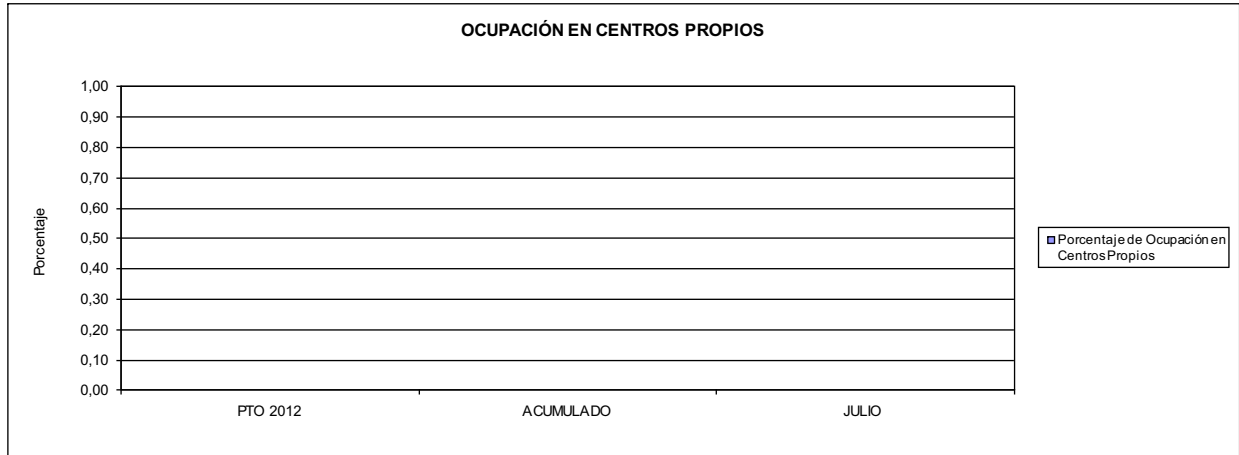 OCUPACIÓN EN CENTROS PROPIOS
1,00
0,90
0,80
0,70
0,60
0,50
0,40
0,30
0,20
0,10
0,00
Porcentaje
PTO 2012 ACUMULADO JULIO
Porcentaje de Ocupación en
Centros Propios